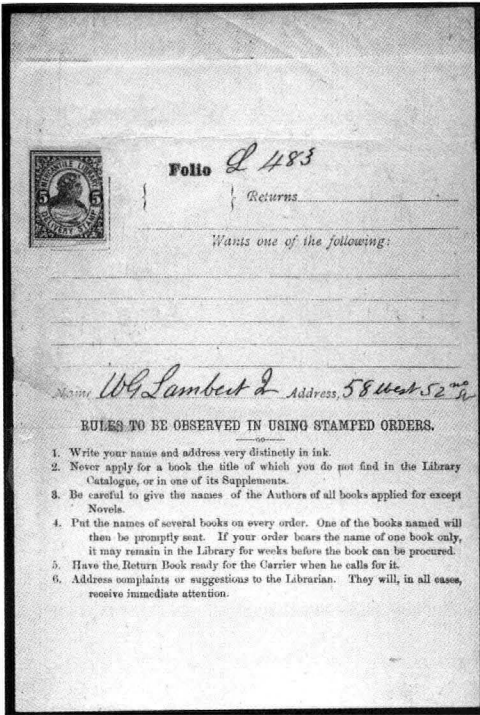 MERCANTILE LIBRARY
5 5
DELIVERY STAMP
Folio L 483
Returns
Wants one of the following:
Name W G Lambert 2 Address, 58 West 52nd St
RULES TO BE OBSERVED IN USING STAMPED ORDERS.
1. Write your name and address very distinctly in ink.
2. Never apply for a book the title of which you do not find in the Library
Catalogue, or in one of its Supplements.
3. Be careful to give the names of the Authors of all books applied for except
Novels.
4. Put the names of several books on every order. One of the books named will
then be promptly sent. If your order bears the name of one book only,
it may remain in the Library for weeks before the book can be procured.
5. Have the Return Book ready for the Carrier when he calls for it.
6. Address complaints or suggestions to the Librarian. They will, in all cases,
receive immediate attention.